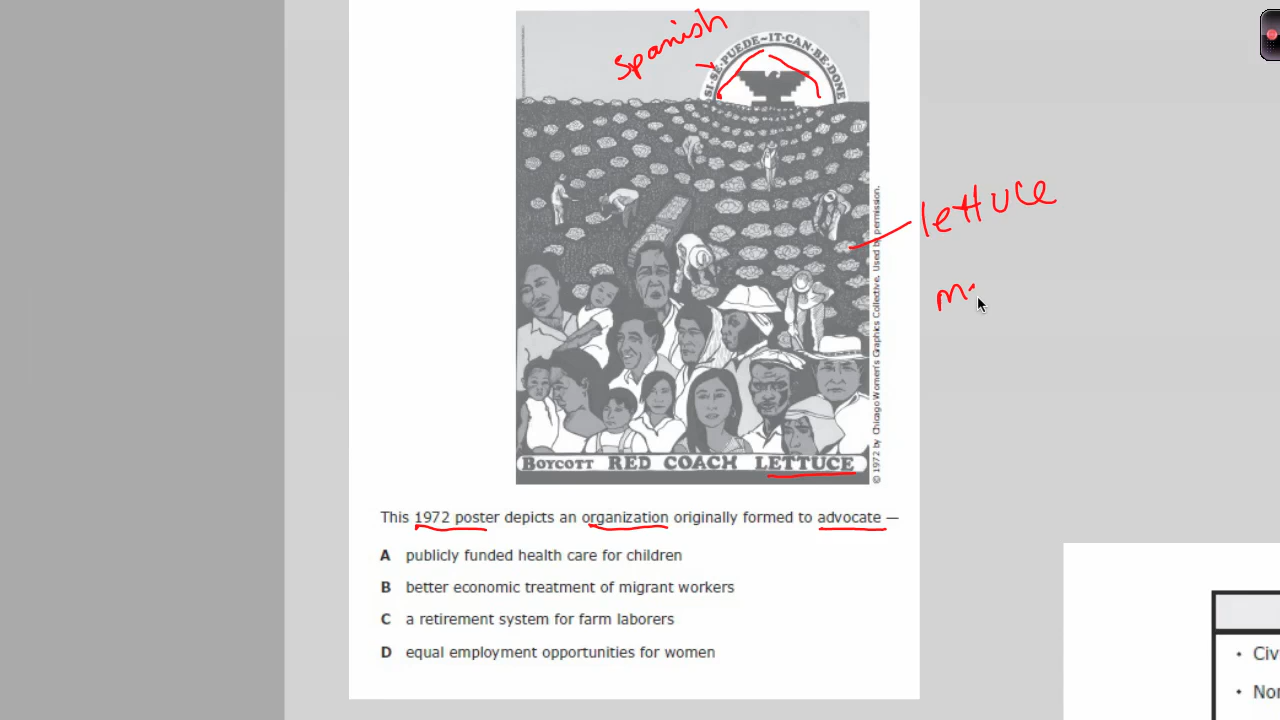 Spanish
SI·SE·PUEDE~IT·CAN·BE·DONE
lettuce
m
© 1972 by Chicago Women's Graphics Collective. Used by permission.
BOYCOTT RED COACH LETTUCE
This 1972 poster depicts an organization originally formed to advocate —
A publicly funded health care for children
B better economic treatment of migrant workers
C a retirement system for farm laborers
D equal employment opportunities for women
• Civ
• Nor